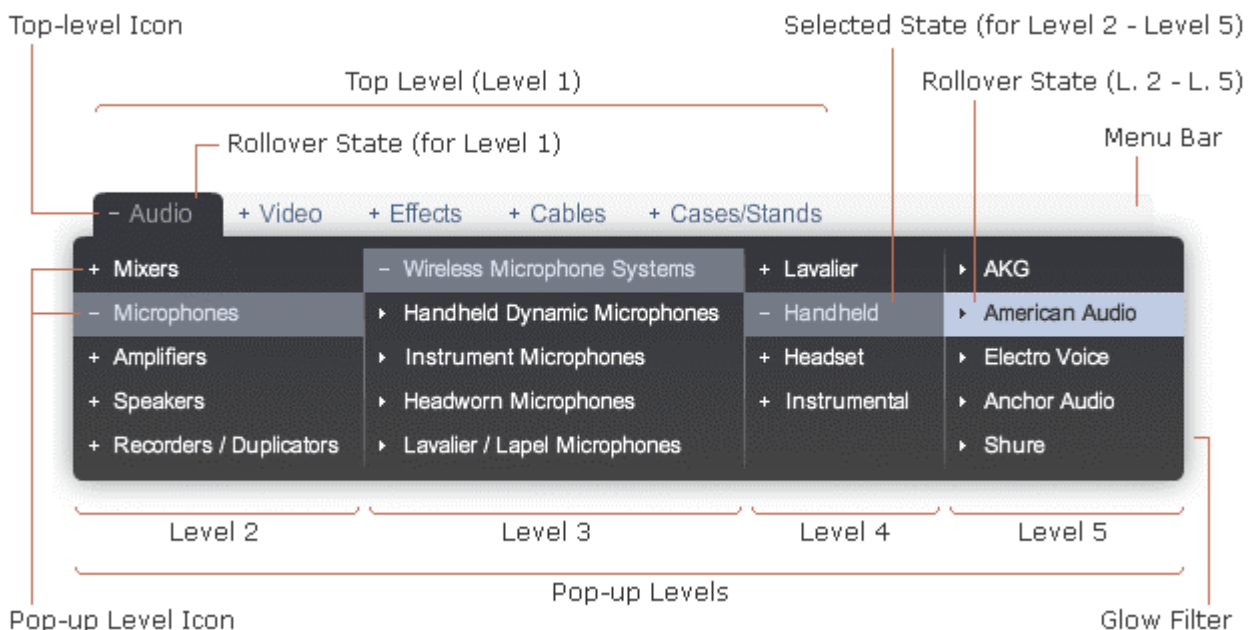 Top-level Icon
Selected State (for Level 2 - Level 5)
Top Level (Level 1)
Rollover State (L. 2 - L. 5)
Rollover State (for Level 1)
Menu Bar
– Audio + Video + Effects + Cables + Cases/Stands
+ Mixers
– Microphones
+ Amplifiers
+ Speakers
+ Recorders / Duplicators
– Wireless Microphone Systems
Handheld Dynamic Microphones
Instrument Microphones
Headworn Microphones
Lavalier / Lapel Microphones
+ Lavalier
– Handheld
+ Headset
+ Instrumental
AKG
American Audio
Electro Voice
Anchor Audio
Shure
Level 2
Level 3
Level 4
Level 5
Pop-up Levels
Pop-up Level Icon
Glow Filter